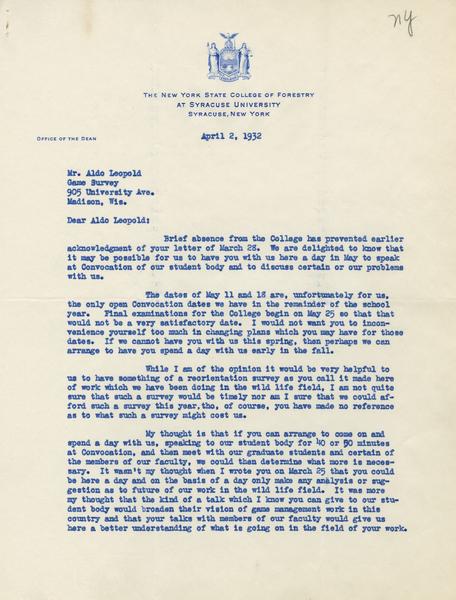 ny
THE NEW YORK STATE COLLEGE OF FORESTRY
AT SYRACUSE UNIVERSITY
SYRACUSE, NEW YORK
OFFICE OF THE DEAN
April 2, 1932
Mr. Aldo Leopold
Game Survey
905 University Ave.
Madison, Wis.
Dear Aldo Leopold:
Brief absence from the College has prevented earlier
acknowledgment of your letter of March 28. We are delighted to know that
it may be possible for us to have you with us here a day in May to speak
at Convocation of our student body and to discuss certain or our problems
with us.
The dates of May 11 and 18 are, unfortunately for us,
the only open Convocation dates we have in the remainder of the school
year. Final examinations for the College begin on May 25 so that that
would not be a very satisfactory date. I would not want you to incon-
venience yourself too much in changing plans which you may have for those
dates. If we cannot have you with us this spring, then perhaps we can
arrange to have you spend a day with us early in the fall.
While I am of the opinion it would be very helpful to
us to have something of a reorientation survey as you call it made here
of work which we have been doing in the wild life field, I am not quite
sure that such a survey would be timely nor am I sure that we could af-
ford such a survey this year, tho, of course, you have made no reference
as to what such a survey might cost us.
My thought is that if you can arrange to come on and
spend a day with us, speaking to our student body for 40 or 50 minutes
at Convocation, and then meet with our graduate students and certain of
the members of our faculty, we could then determine what more is neces-
sary. It wasn't my thought when I wrote you on March 25 that you could
be here a day and on the basis of a day only make any analysis or sug-
gestion as to future of our work in the wild life field. It was more
my thought that the kind of a talk which I know you can give to our stu-
dent body would broaden their vision of game management work in this
country and that your talks with members of our faculty would give us
here a better understanding of what is going on in the field of your work.